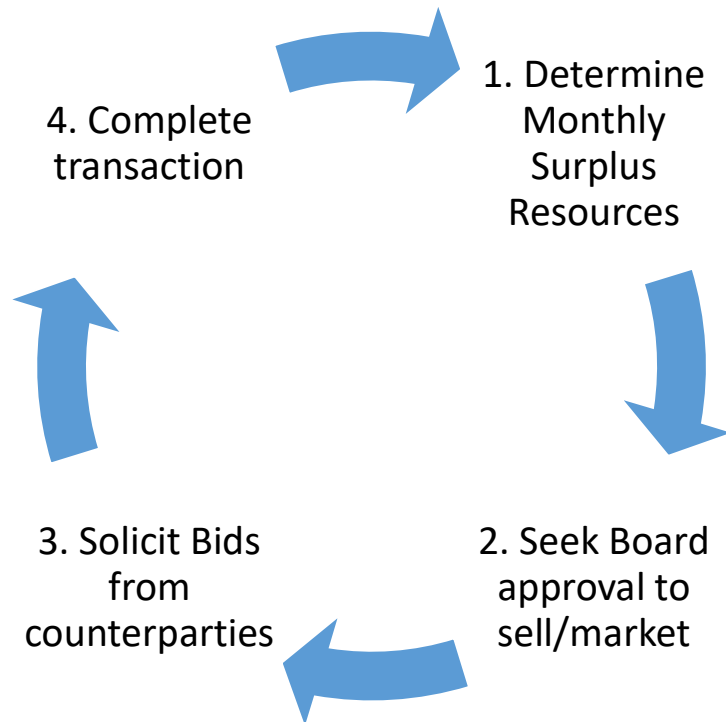 1. Determine
Monthly
Surplus
Resources
2. Seek Board
approval to
sell/market
3. Solicit Bids
from
counterparties
4. Complete
transaction